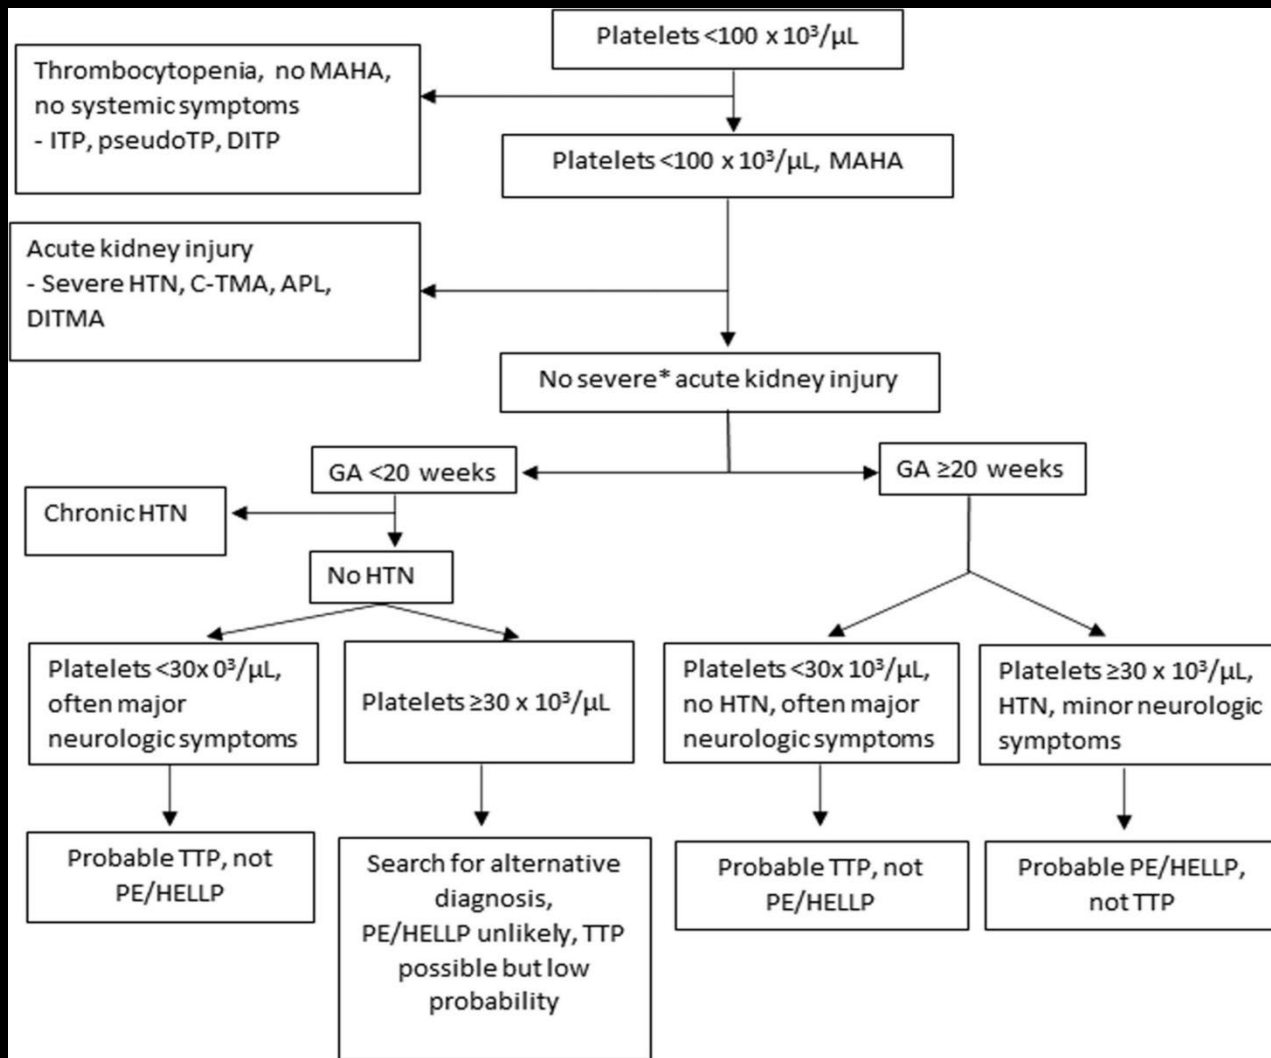 Platelets <100 x 10³/µL
Thrombocytopenia, no MAHA,
no systemic symptoms
- ITP, pseudoTP, DITP
Platelets <100 x 10³/µL, MAHA
Acute kidney injury
- Severe HTN, C-TMA, APL,
DITMA
No severe* acute kidney injury
GA <20 weeks
GA ≥20 weeks
Chronic HTN
No HTN
Platelets <30x 0³/µL,
often major
neurologic symptoms
Platelets ≥30 x 10³/µL
Platelets <30x 10³/µL,
no HTN, often major
neurologic symptoms
Platelets ≥30 x 10³/µL,
HTN, minor neurologic
symptoms
Probable TTP, not
PE/HELLP
Search for alternative
diagnosis,
PE/HELLP unlikely, TTP
possible but low
probability
Probable TTP, not
PE/HELLP
Probable PE/HELLP,
not TTP